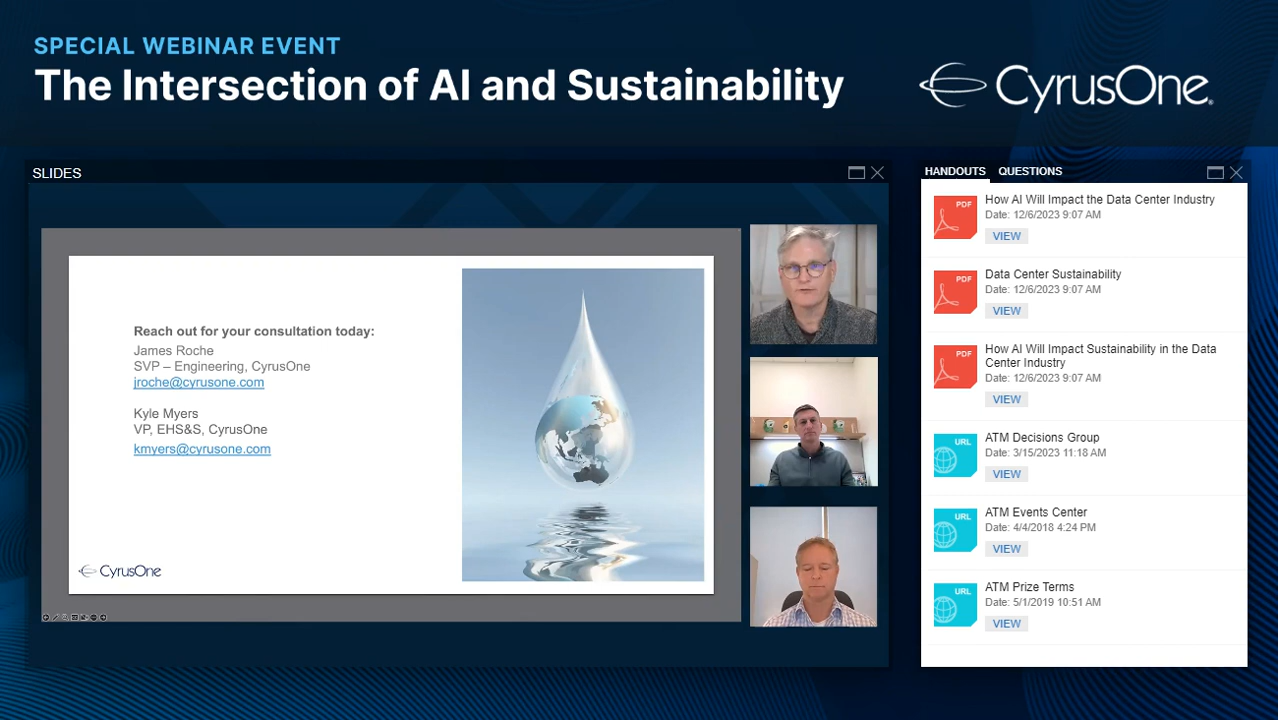 SPECIAL WEBINAR EVENT
The Intersection of AI and Sustainability
CyrusOne
SLIDES
Reach out for your consultation today:
James Roche
SVP – Engineering, CyrusOne
jroche@cyrusone.com
Kyle Myers
VP, EHS&S, CyrusOne
kmyers@cyrusone.com
CyrusOne
HANDOUTS QUESTIONS
PDF
How AI Will Impact the Data Center Industry
Date: 12/6/2023 9:07 AM
VIEW
PDF
Data Center Sustainability
Date: 12/6/2023 9:07 AM
VIEW
PDF
How AI Will Impact Sustainability in the Data
Center Industry
Date: 12/6/2023 9:07 AM
VIEW
URL
ATM Decisions Group
Date: 3/15/2023 11:18 AM
VIEW
URL
ATM Events Center
Date: 4/4/2018 4:24 PM
VIEW
URL
ATM Prize Terms
Date: 5/1/2019 10:51 AM
VIEW